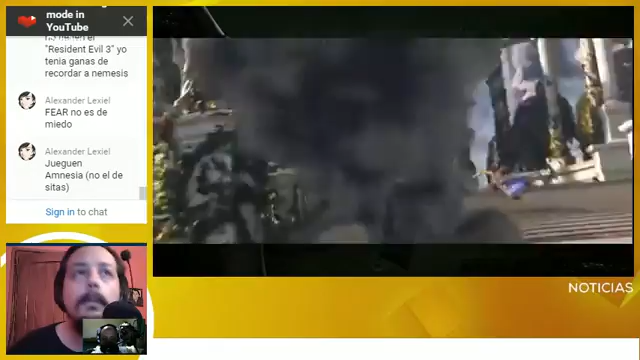 mode in
YouTube
"Resident Evil 3" yo
tenia ganas de
recordar a nemesis
Alexander Lexiel
FEAR no es de
miedo
Alexander Lexiel
Jueguen
Amnesia (no el de
sitas)
Sign in to chat
NOTICIAS